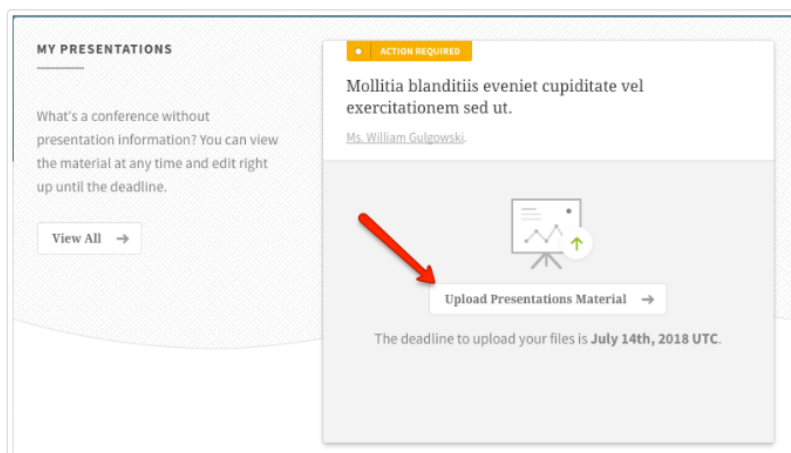 MY PRESENTATIONS
What's a conference without
presentation information? You can view
the material at any time and edit right
up until the deadline.
View All
ACTION REQUIRED
Mollitia blanditiis eveniet cupiditate vel
exercitationem sed ut.
Ms. William Gulgowski.
Upload Presentations Material
The deadline to upload your files is July 14th, 2018 UTC.